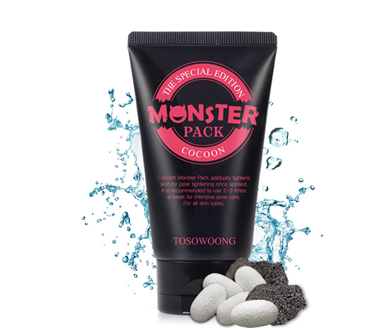 THE SPECIAL EDITION
MONSTER
PACK
COCOON
Cocoon Monster Pack gradually tightens
skin for pore tightening once applied.
It is recommended to use 2~3 times
a week for intensive pore care.
For all skin types.
TOSOWOONG